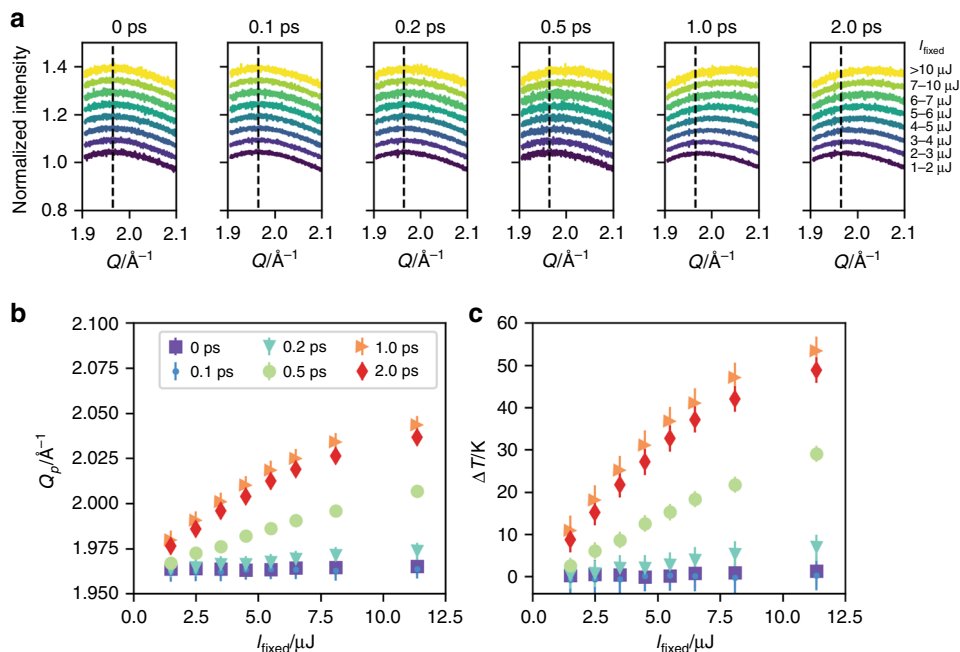 a
0 ps 0.1 ps 0.2 ps 0.5 ps 1.0 ps 2.0 ps
Normalized intensity
1.4
1.2
1.0
0.8
I fixed
>10 μJ
7–10 μJ
6–7 μJ
5–6 μJ
4–5 μJ
3–4 μJ
2–3 μJ
1–2 μJ
1.9 2.0 2.1 1.9 2.0 2.1 1.9 2.0 2.1 1.9 2.0 2.1 1.9 2.0 2.1 1.9 2.0 2.1
Q/Å−1 Q/Å−1 Q/Å−1 Q/Å−1 Q/Å−1 Q/Å−1
b
Qp/Å−1
2.100
2.075
2.050
2.025
2.000
1.975
1.950
0 ps 0.2 ps 1.0 ps
0.1 ps 0.5 ps 2.0 ps
0.0 2.5 5.0 7.5 10.0 12.5
Ifixed/μJ
c
ΔT/K
60
50
40
30
20
10
0
0.0 2.5 5.0 7.5 10.0 12.5
Ifixed/μJ